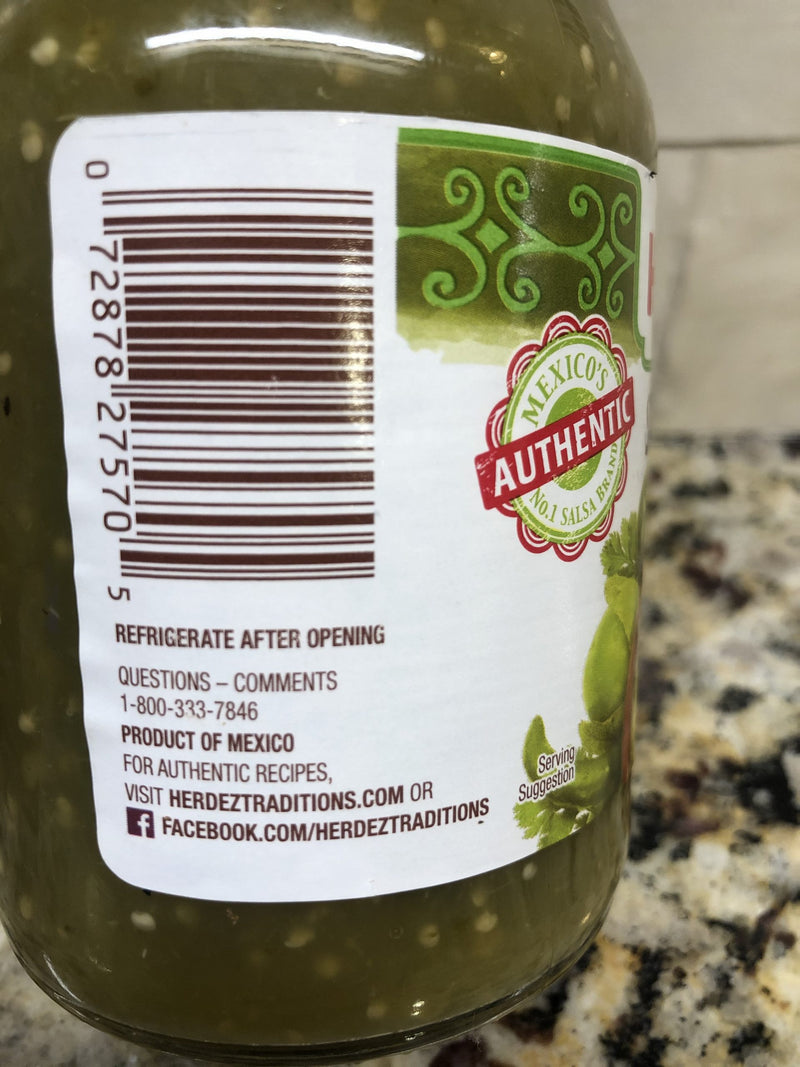 0 72878 27570 5
REFRIGERATE AFTER OPENING
QUESTIONS – COMMENTS
1-800-333-7846
PRODUCT OF MEXICO
FOR AUTHENTIC RECIPES,
VISIT HERDEZTRADITIONS.COM OR
f FACEBOOK.COM/HERDEZTRADITIONS
MEXICO'S
AUTHENTIC
No.1 SALSA BRAND
Serving
Suggestion